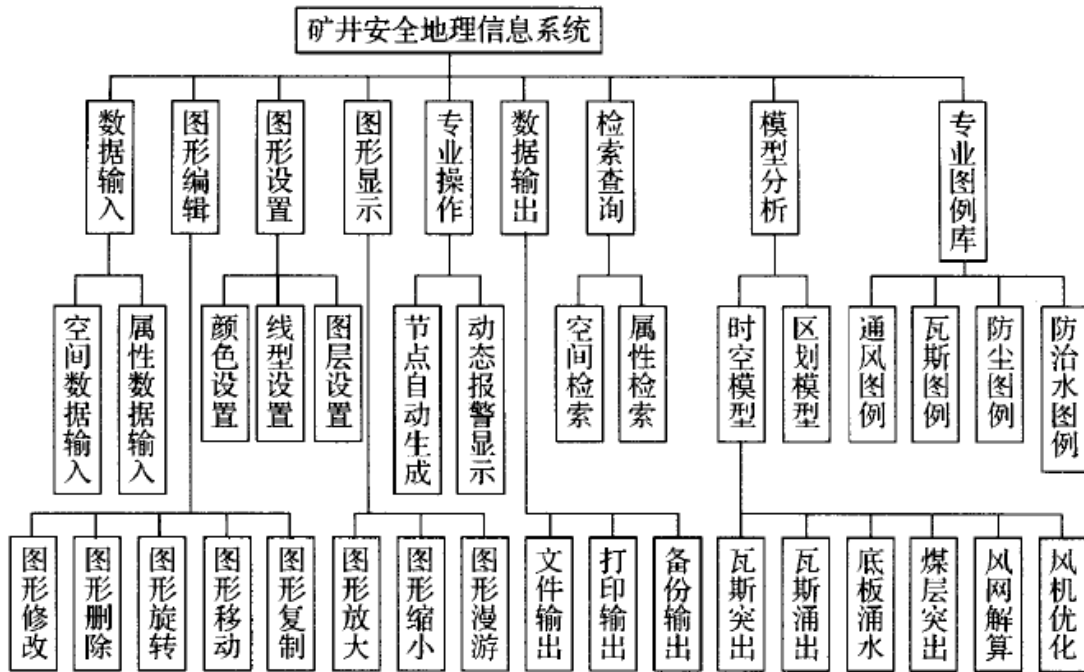 矿井安全地理信息系统
数据输入
图形编辑
图形设置
图形显示
专业操作
数据输出
检索查询
模型分析
专业图例库
空间数据输入
属性数据输入
颜色设置
线型设置
图层设置
节点自动生成
动态报警显示
空间检索
属性检索
时空模型
区划模型
通风图例
瓦斯图例
防尘图例
防治水图例
图形修改
图形删除
图形旋转
图形移动
图形复制
图形放大
图形缩小
图形漫游
文件输出
打印输出
备份输出
瓦斯突出
瓦斯涌出
底板涌水
煤层突出
风网解算
风机优化